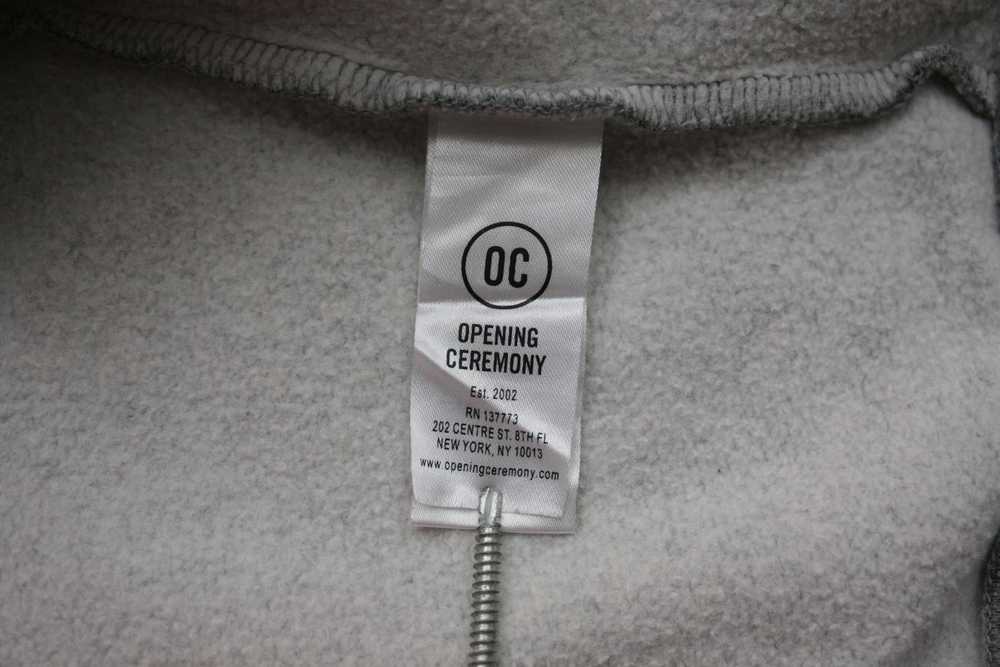 OC
OPENING
CEREMONY
Est. 2002
RN 137773
202 CENTRE ST. 8TH FL
NEW YORK, NY 10013
www.openingceremony.com